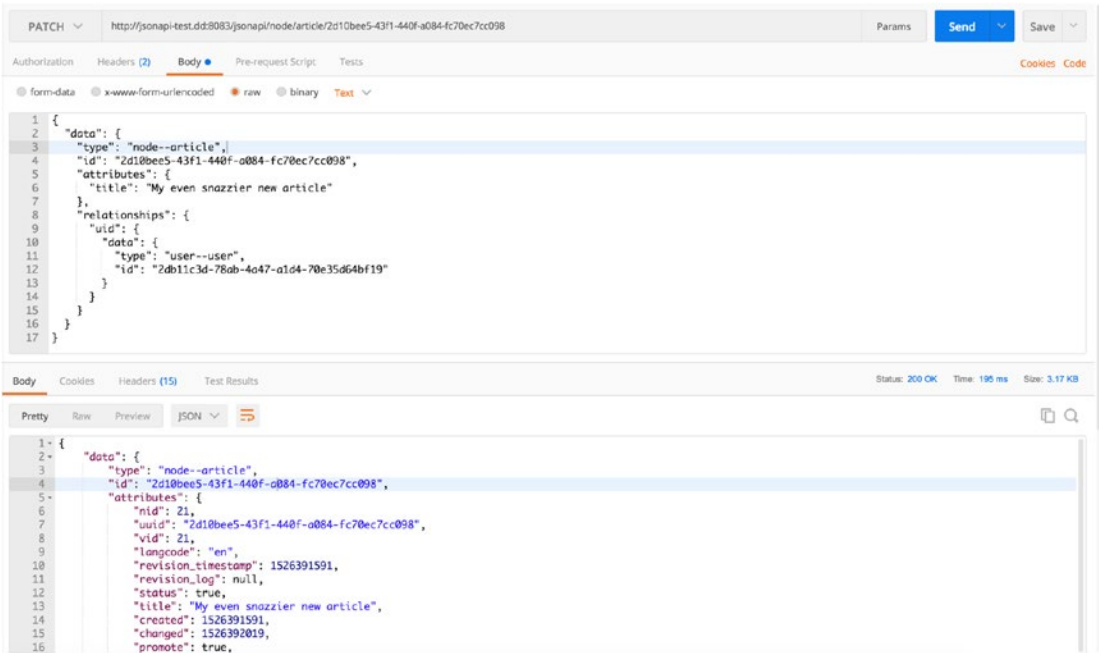 PATCH http://jsonapi-test.dd:8083/jsonapi/node/article/2d10bee5-43f1-440f-a084-fc70ec7cc098 Params Send Save
Authorization Headers (2) Body Pre-request Script Tests Cookies Code
form-data x-www-form-urlencoded raw binary Text
1 {
2 "data": {
3 "type": "node--article",
4 "id": "2d10bee5-43f1-440f-a084-fc70ec7cc098",
5 "attributes": {
6 "title": "My even snazzier new article"
7 },
8 "relationships": {
9 "uid": {
10 "data": {
11 "type": "user--user",
12 "id": "2db11c3d-78ab-4a47-a1d4-70e35d64bf19"
13 }
14 }
15 }
16 }
17 }
Body Cookies Headers (15) Test Results Status: 200 OK Time: 195 ms Size: 3.17 KB
Pretty Raw Preview JSON
1 {
2 "data": {
3 "type": "node--article",
4 "id": "2d10bee5-43f1-440f-a084-fc70ec7cc098",
5 "attributes": {
6 "nid": 21,
7 "uuid": "2d10bee5-43f1-440f-a084-fc70ec7cc098",
8 "vid": 21,
9 "langcode": "en",
10 "revision_timestamp": 1526391591,
11 "revision_log": null,
12 "status": true,
13 "title": "My even snazzier new article",
14 "created": 1526391591,
15 "changed": 1526392019,
16 "promote": true,